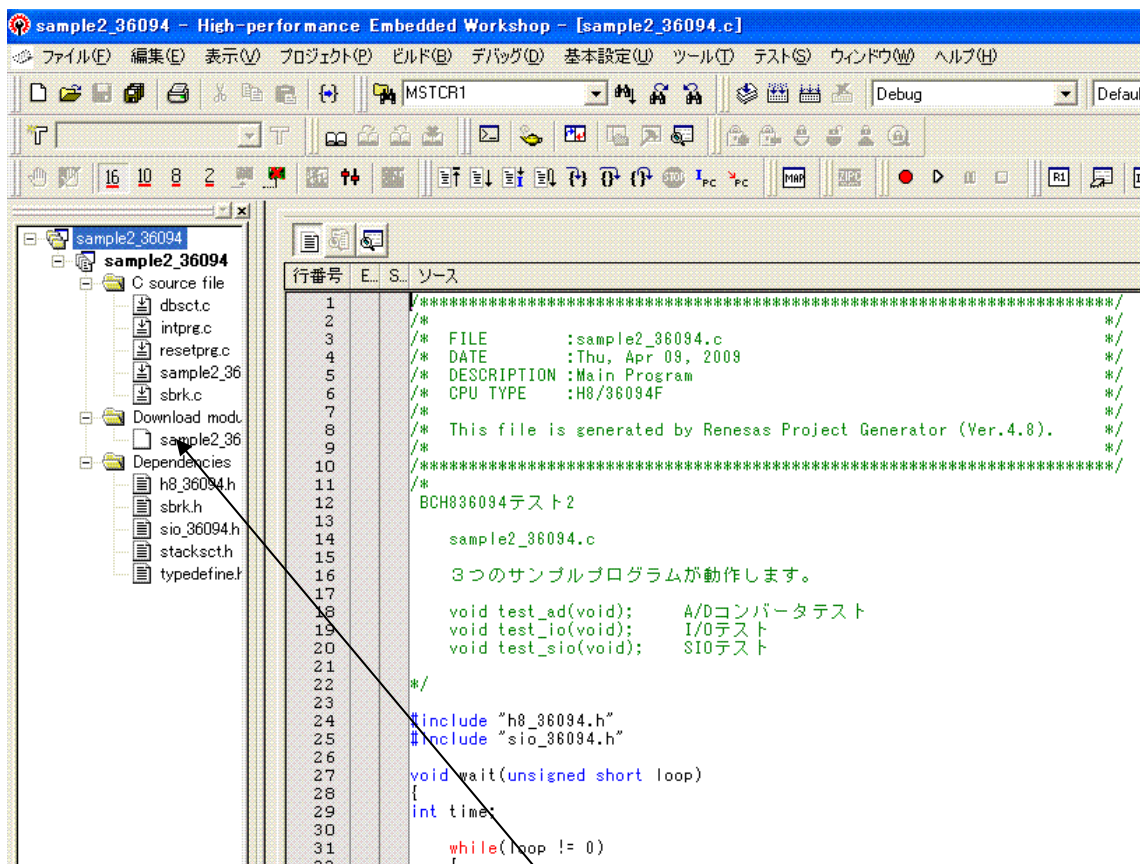 sample2_36094 - High-performance Embedded Workshop - [sample2_36094.c]
ファイル(F) 編集(E) 表示(V) プロジェクト(P) ビルド(B) デバッグ(D) 基本設定(U) ツール(T) テスト(S) ウィンドウ(W) ヘルプ(H)
MSTCR1 Debug Defaul
16 10 8 2 STOP PC PC MAP R1
sample2_36094
sample2_36094
C source file
dbsct.c
intprg.c
resetprg.c
sample2_36
sbrk.c
Download modu
sample2_36
Dependencies
h8_36094.h
sbrk.h
sio_36094.h
stacksct.h
typedefine.h
行番号 E... S... ソース
1 /***********************************************************************/
2 /* */
3 /* FILE :sample2_36094.c */
4 /* DATE :Thu, Apr 09, 2009 */
5 /* DESCRIPTION :Main Program */
6 /* CPU TYPE :H8/36094F */
7 /* */
8 /* This file is generated by Renesas Project Generator (Ver.4.8). */
9 /* */
10 /***********************************************************************/
11 /*
12 BCH836094テスト2
13
14 sample2_36094.c
15
16 3つのサンプルプログラムが動作します。
17
18 void test_ad(void); A/Dコンバータテスト
19 void test_io(void); I/Oテスト
20 void test_sio(void); SIOテスト
21
22 */
23
24 #include "h8_36094.h"
25 #include "sio_36094.h"
26
27 void wait(unsigned short loop)
28 {
29 int time;
30
31 while(loop != 0)